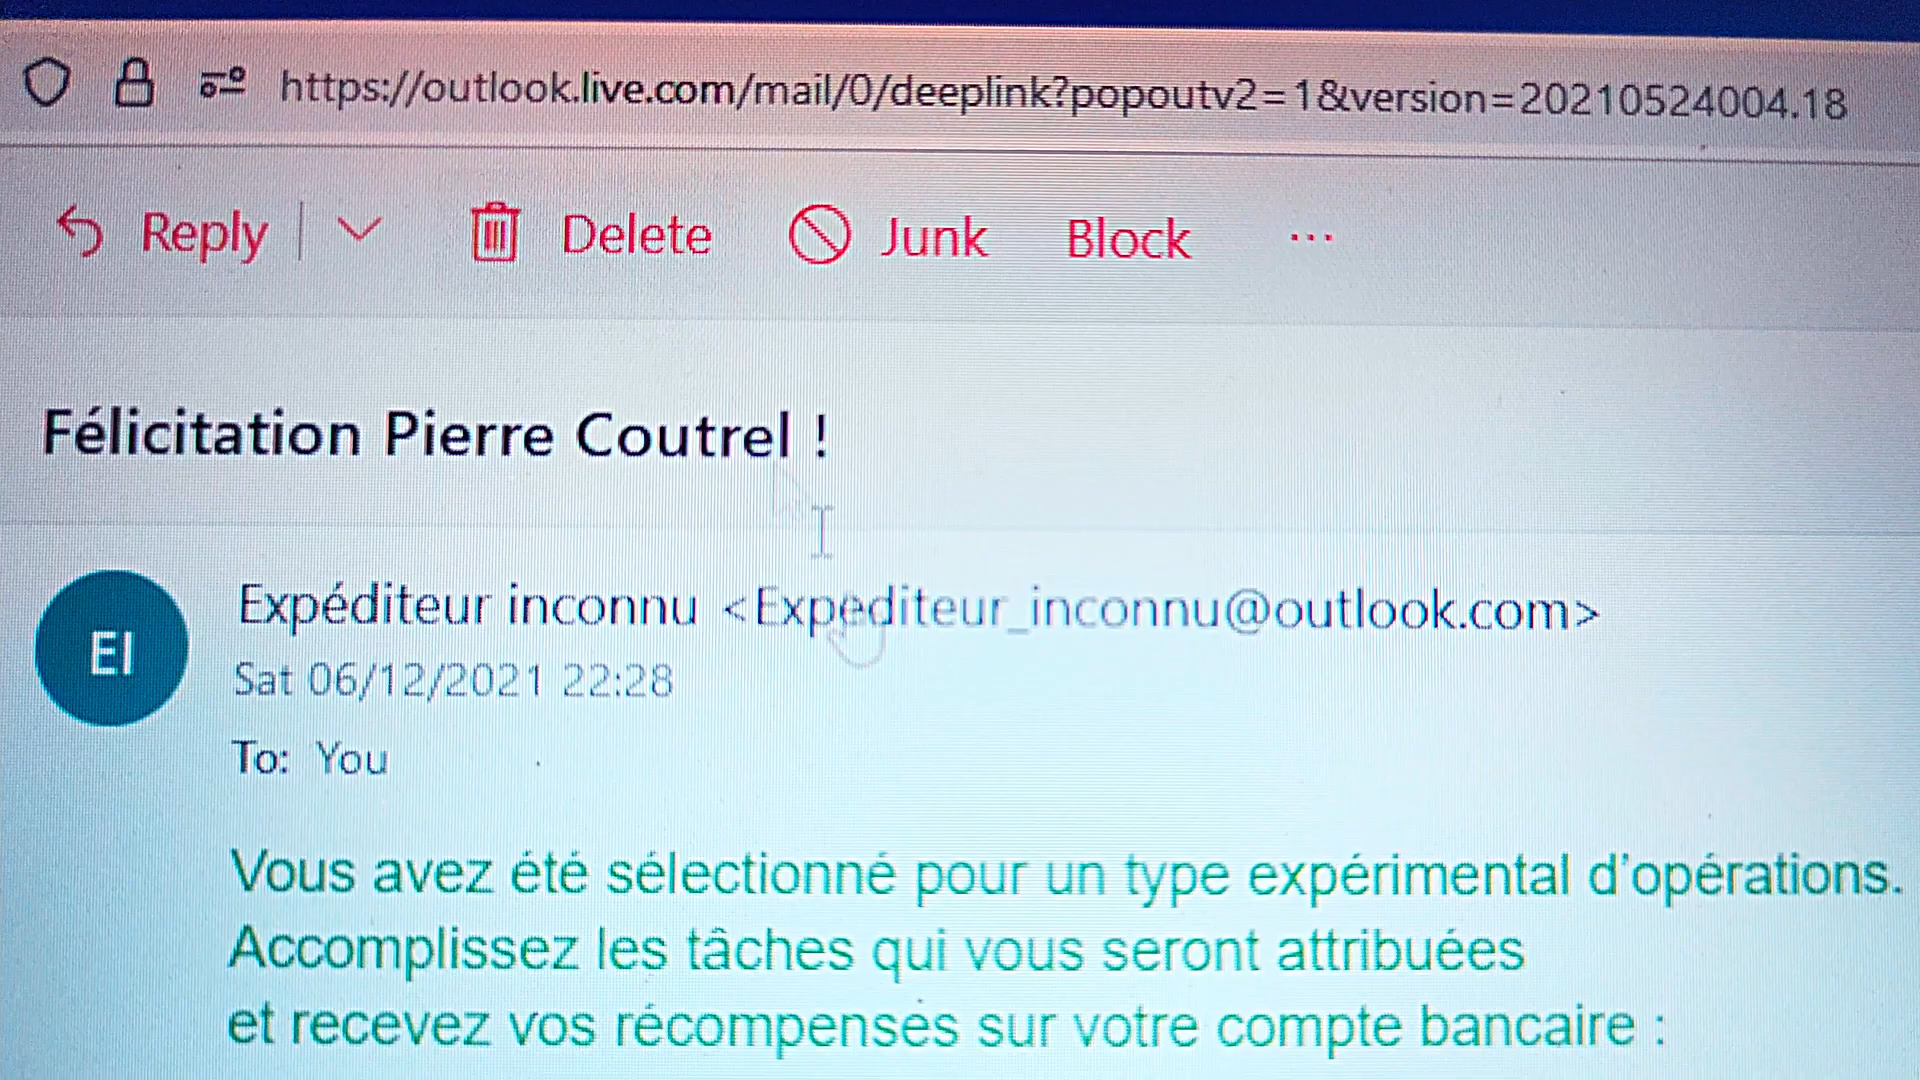 https://outlook.live.com/mail/0/deeplink?popoutv2=1&version=20210524004.18
Reply Delete Junk Block ...
Félicitation Pierre Coutrel !
EI
Expéditeur inconnu <Expediteur_inconnu@outlook.com>
Sat 06/12/2021 22:28
To: You
Vous avez été sélectionné pour un type expérimental d'opérations.
Accomplissez les tâches qui vous seront attribuées
et recevez vos récompenses sur votre compte bancaire :